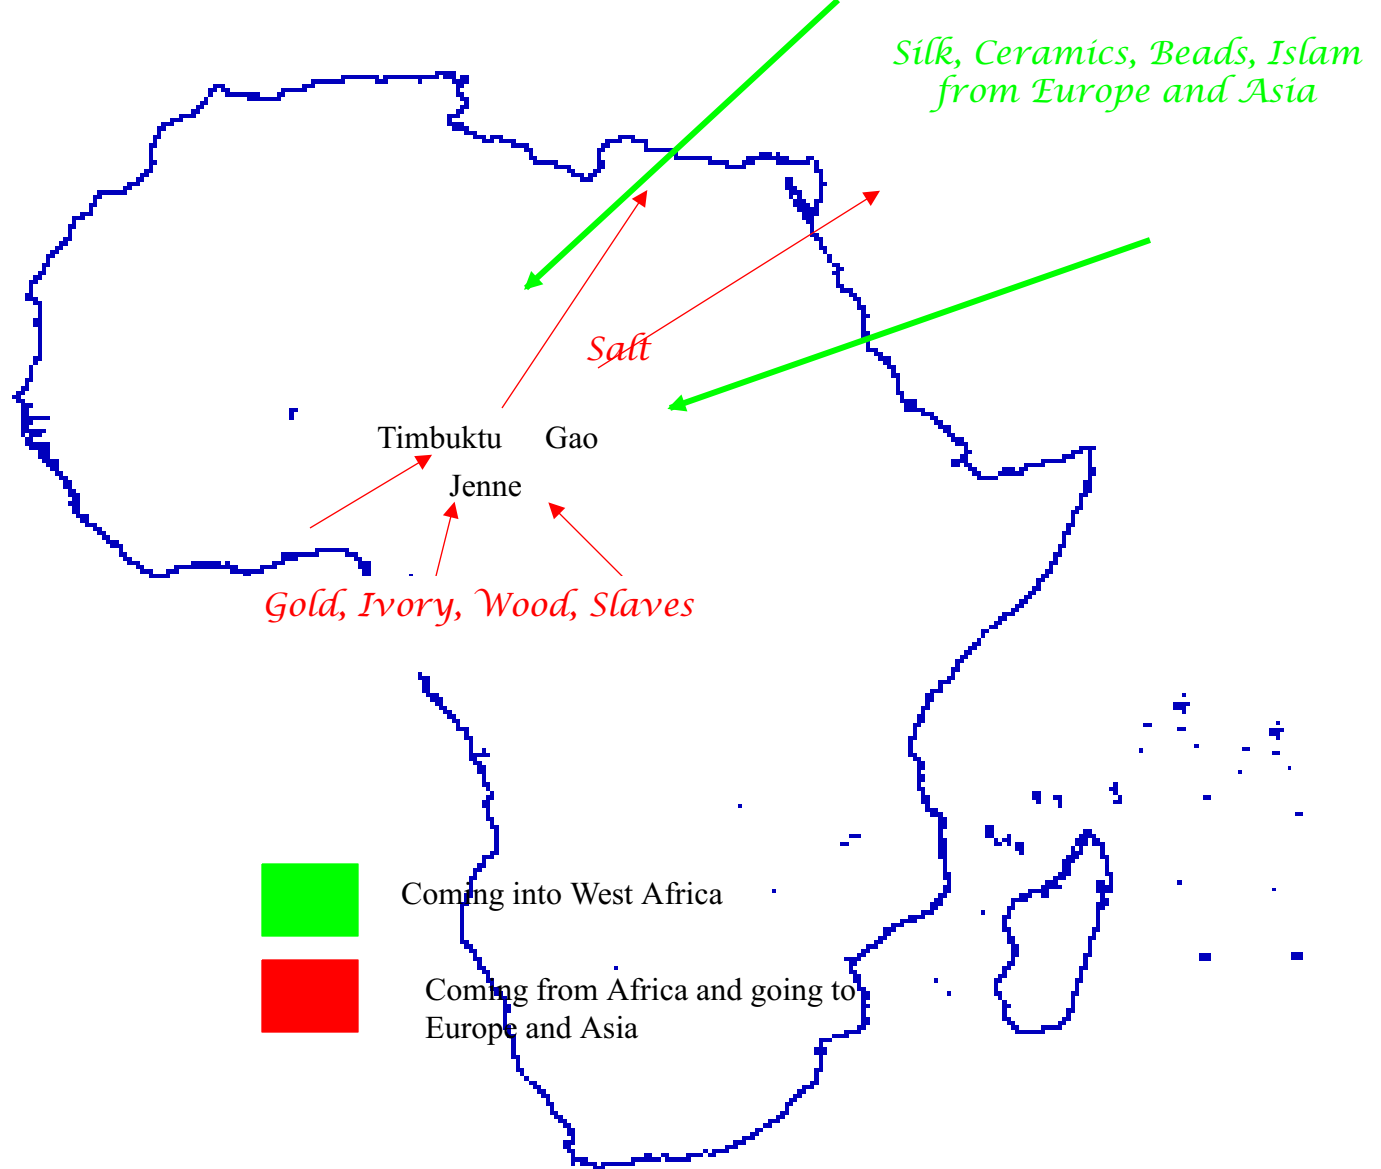 Silk, Ceramics, Beads, Islam
from Europe and Asia
Salt
Timbuktu
Gao
Jenne
Gold, Ivory, Wood, Slaves
Coming into West Africa
Coming from Africa and going to
Europe and Asia